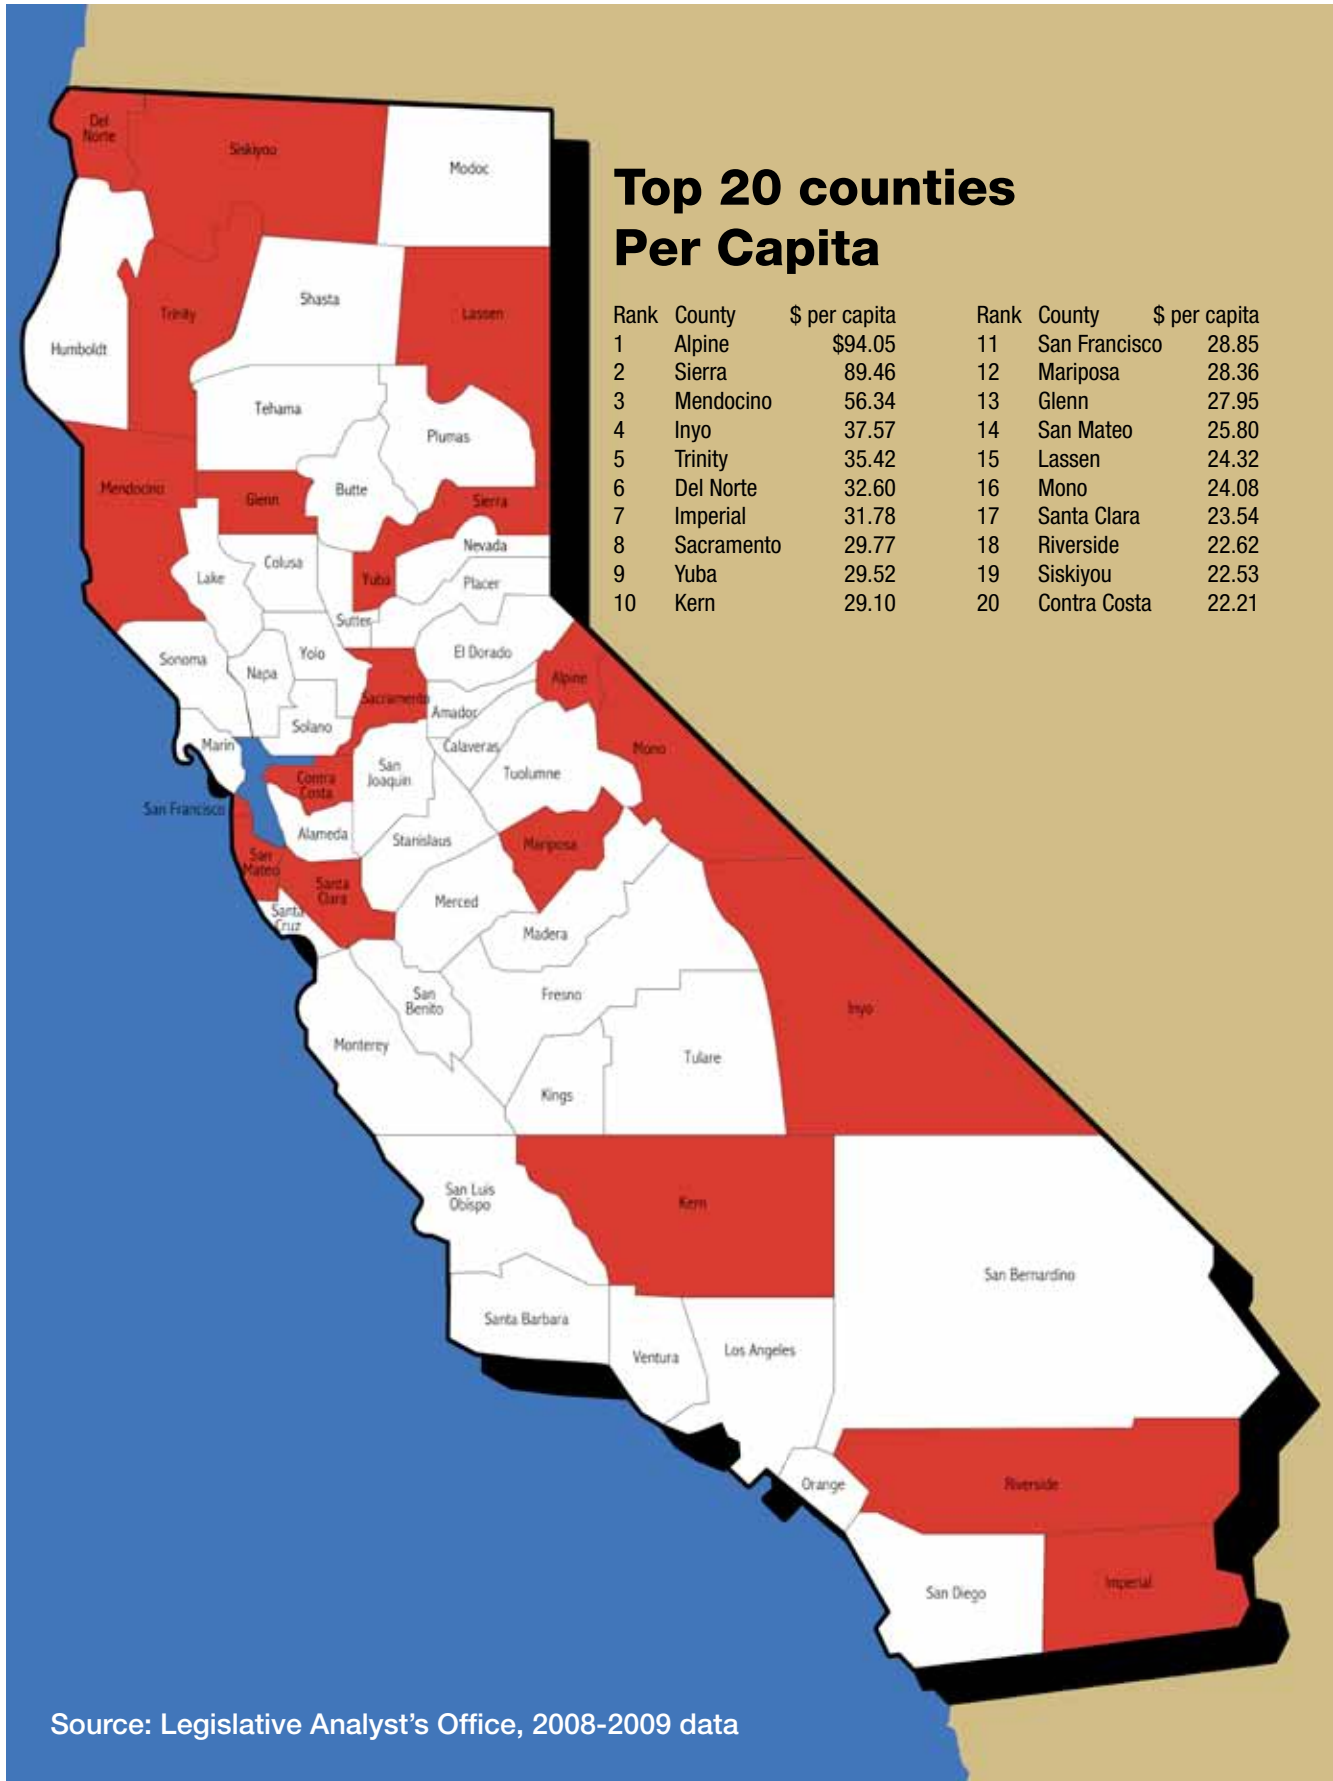 Top 20 counties
Per Capita
Rank County $ per capita
1 Alpine $94.05
2 Sierra 89.46
3 Mendocino 56.34
4 Inyo 37.57
5 Trinity 35.42
6 Del Norte 32.60
7 Imperial 31.78
8 Sacramento 29.77
9 Yuba 29.52
10 Kern 29.10
Rank County $ per capita
11 San Francisco 28.85
12 Mariposa 28.36
13 Glenn 27.95
14 San Mateo 25.80
15 Lassen 24.32
16 Mono 24.08
17 Santa Clara 23.54
18 Riverside 22.62
19 Siskiyou 22.53
20 Contra Costa 22.21
Del
Norte
Siskiyou
Modoc
Shasta
Trinity
Lassen
Humboldt
Tehama
Plumas
Mendocino
Glenn
Butte
Sierra
Nevada
Colusa
Lake
Yuba
Placer
Sutter
Sonoma
Napa
Yolo
El Dorado
Alpine
Sacramento
Amador
Solano
Marin
Calaveras
Mono
San
Joaquin
Tuolumne
Contra
Costa
San Francisco
Alameda
Stanislaus
Mariposa
San
Mateo
Santa
Clara
Merced
Santa
Cruz
Madera
San
Benito
Fresno
Inyo
Monterey
Tulare
Kings
San Luis
Obispo
Kern
San Bernardino
Santa Barbara
Ventura
Los Angeles
Orange
Riverside
San Diego
Imperial
Source: Legislative Analyst's Office, 2008-2009 data